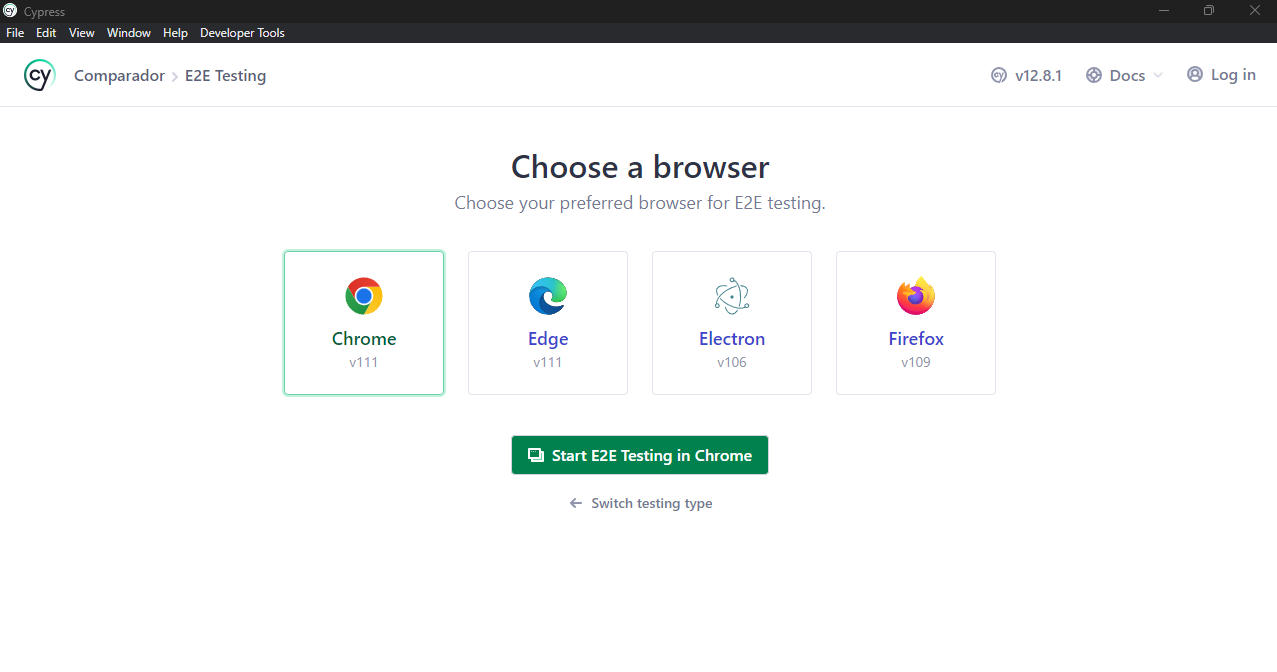 cy Cypress
File Edit View Window Help Developer Tools
cy Comparador > E2E Testing
cy v12.8.1 Docs Log in
Choose a browser
Choose your preferred browser for E2E testing.
Chrome
v111
Edge
v111
Electron
v106
Firefox
v109
Start E2E Testing in Chrome
← Switch testing type